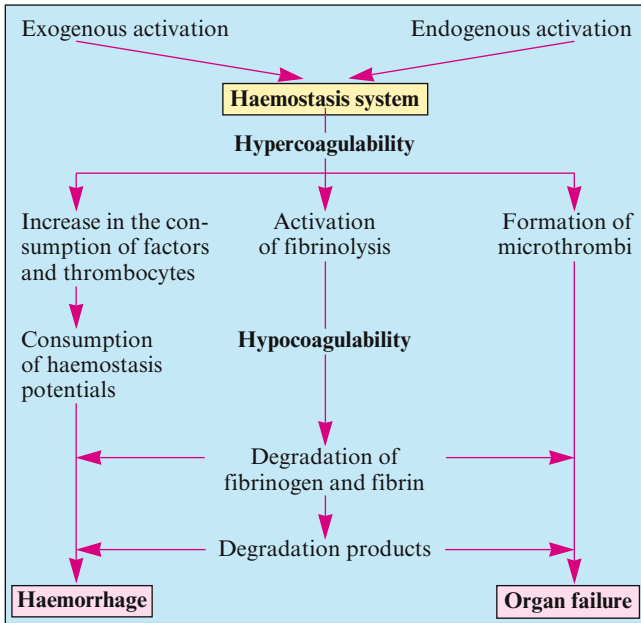 Exogenous activation
Endogenous activation
Haemostasis system
Hypercoagulability
Increase in the con-
sumption of factors
and thrombocytes
Activation
of fibrinolysis
Formation of
microthrombi
Consumption
of haemostasis
potentials
Hypocoagulability
Degradation of
fibrinogen and fibrin
Degradation products
Haemorrhage
Organ failure